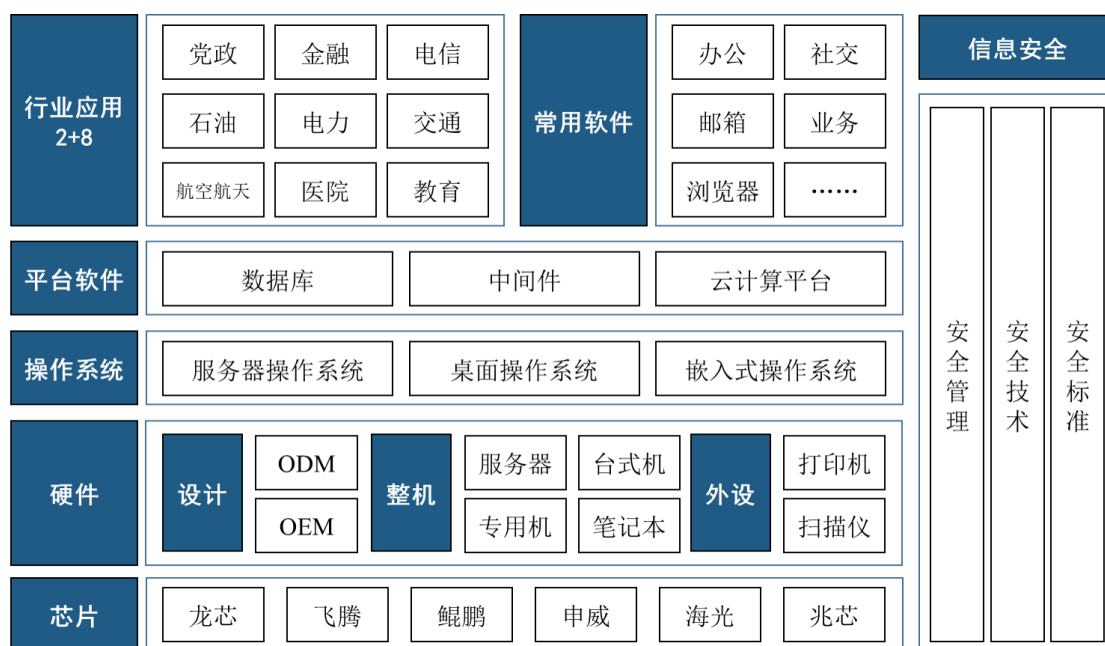 行业应用
2+8
党政
金融
电信
石油
电力
交通
航空航天
医院
教育
常用软件
办公
社交
邮箱
业务
浏览器
……
平台软件
数据库
中间件
云计算平台
操作系统
服务器操作系统
桌面操作系统
嵌入式操作系统
硬件
设计
ODM
OEM
整机
服务器
台式机
专用机
笔记本
外设
打印机
扫描仪
芯片
龙芯
飞腾
鲲鹏
申威
海光
兆芯
信息安全
安全管理
安全技术
安全标准